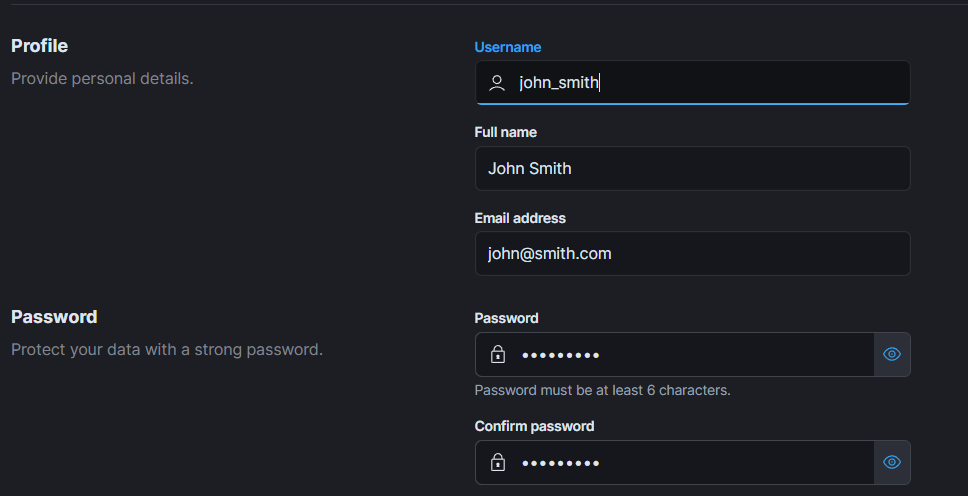 Profile
Provide personal details.
Username
john_smith
Full name
John Smith
Email address
john@smith.com
Password
Protect your data with a strong password.
Password
•••••••••
Password must be at least 6 characters.
Confirm password
•••••••••